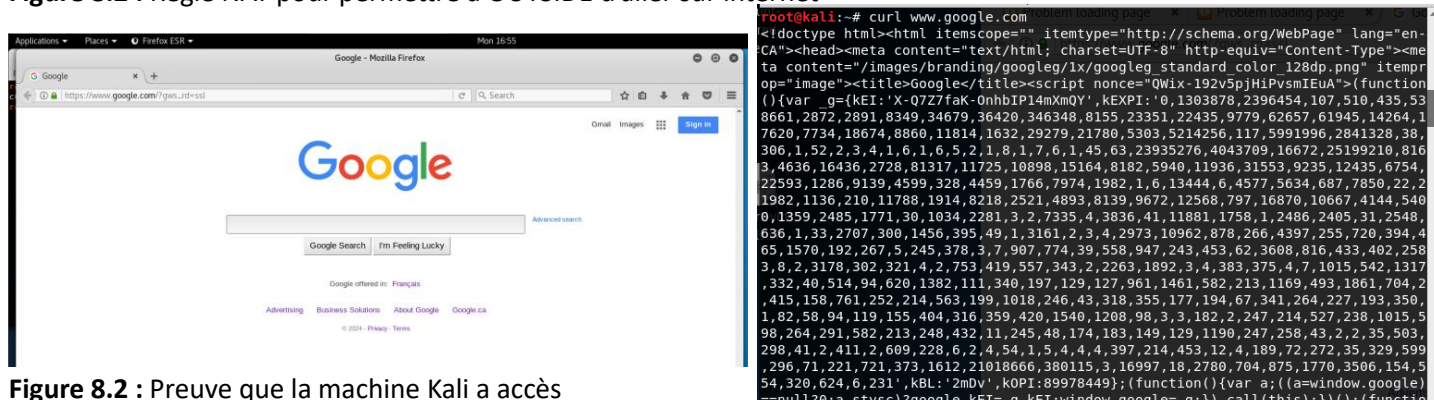 Figure 8.2 : Règle NAT pour permettre à
d'aller sur internet
Applications Places Firefox ESR Mon 16:55
Google - Mozilla Firefox
Google
https://www.google.com/?gws_rd=ssl
Search
Gmail Images Sign in
Google
Advanced search
Google Search I'm Feeling Lucky
Google offered in: Français
Advertising Business Solutions About Google Google.ca
© 2024 - Privacy - Terms
Figure 8.2 : Preuve que la machine Kali a accès
Problem loading page Problem loading page
root@kali:~# curl www.google.com
<!doctype html><html itemscope="" itemtype="http://schema.org/WebPage" lang="en-
CA"><head><meta content="text/html; charset=UTF-8" http-equiv="Content-Type"><me
ta content="/images/branding/googleg/1x/googleg_standard_color_128dp.png" itempr
op="image"><title>Google</title><script nonce="QWix-192v5pjHiPvsmIEuA">(function
(){var _g={kEI:'X-Q7Z7faK-OnhbIP14mXmQY',kEXPI:'0,1303878,2396454,107,510,435,53
8661,2872,2891,8349,34679,36420,346348,8155,23351,22435,9779,62657,61945,14264,1
7620,7734,18674,8860,11814,1632,29279,21780,5303,5214256,117,5991996,2841328,38,
306,1,52,2,3,4,1,6,1,6,5,2,1,8,1,7,6,1,45,63,23935276,4043709,16672,25199210,816
3,4636,16436,2728,81317,11725,10898,15164,8182,5940,11936,31553,9235,12435,6754,
22593,1286,9139,4599,328,4459,1766,7974,1982,1,6,13444,6,4577,5634,687,7850,22,2
1982,1136,210,11788,1914,8218,2521,4893,8139,9672,12568,797,16870,10667,4144,540
0,1359,2485,1771,30,1034,2281,3,2,7335,4,3836,41,11881,1758,1,2486,2405,31,2548,
636,1,33,2707,300,1456,395,49,1,3161,2,3,4,2973,10962,878,266,4397,255,720,394,4
65,1570,192,267,5,245,378,3,7,907,774,39,558,947,243,453,62,3608,816,433,402,258
3,8,2,3178,302,321,4,2,753,419,557,343,2,2263,1892,3,4,383,375,4,7,1015,542,1317
,332,40,514,94,620,1382,111,340,197,129,127,961,1461,582,213,1169,493,1861,704,2
,415,158,761,252,214,563,199,1018,246,43,318,355,177,194,67,341,264,227,193,350,
1,82,58,94,119,155,404,316,359,420,1540,1208,98,3,3,182,2,247,214,527,238,1015,5
98,264,291,582,213,248,432,11,245,48,174,183,149,129,1190,247,258,43,2,2,35,503,
298,41,2,411,2,609,228,6,2,4,54,1,5,4,4,4,397,214,453,12,4,189,72,272,35,329,599
,296,71,221,721,373,1612,21018666,380115,3,16997,18,2780,704,875,1770,3506,154,5
54,320,624,6,231',kBL:'2mDv',kOPI:89978449};(function(){var a;((a=window.google)